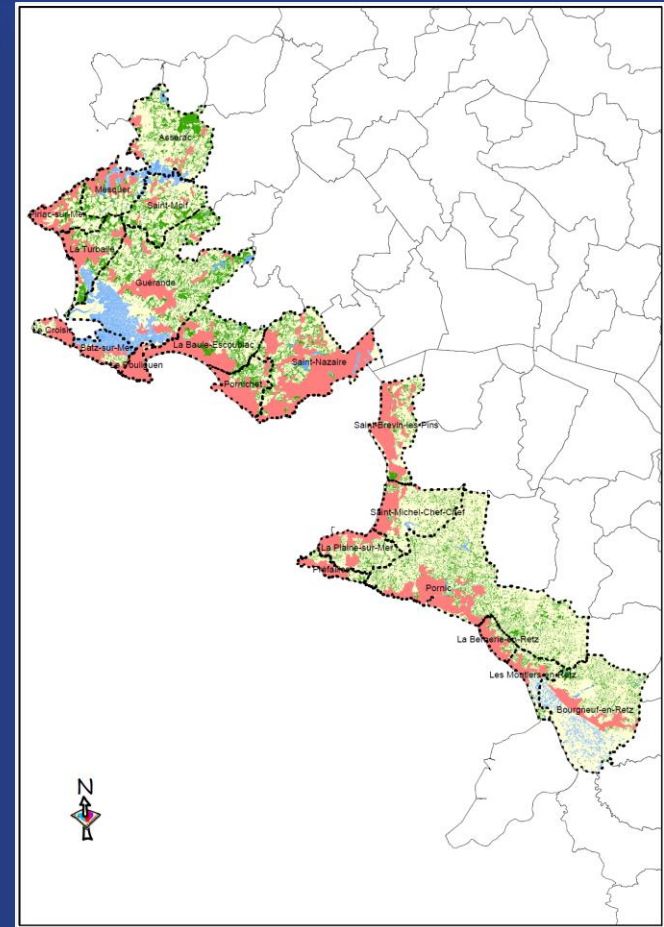 Assérac
Mesquer
Saint-Molf
Piriac-sur-Mer
La Turballe
Guérande
Le Croisic
Batz-sur-Mer
Le Pouliguen
La Baule-Escoublac
Pornichet
Saint-Nazaire
Saint-Brevin-les-Pins
Saint-Michel-Chef-Chef
La Plaine-sur-Mer
Préfailles
Pornic
La Bernerie-en-Retz
Les Moutiers-en-Retz
Bourgneuf-en-Retz
N